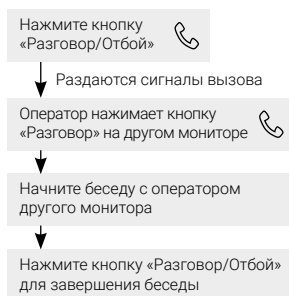 Нажмите кнопку
«Разговор/Отбой»
Раздаются сигналы вызова
Оператор нажимает кнопку
«Разговор» на другом мониторе
Начните беседу с оператором
другого монитора
Нажмите кнопку «Разговор/Отбой»
для завершения беседы